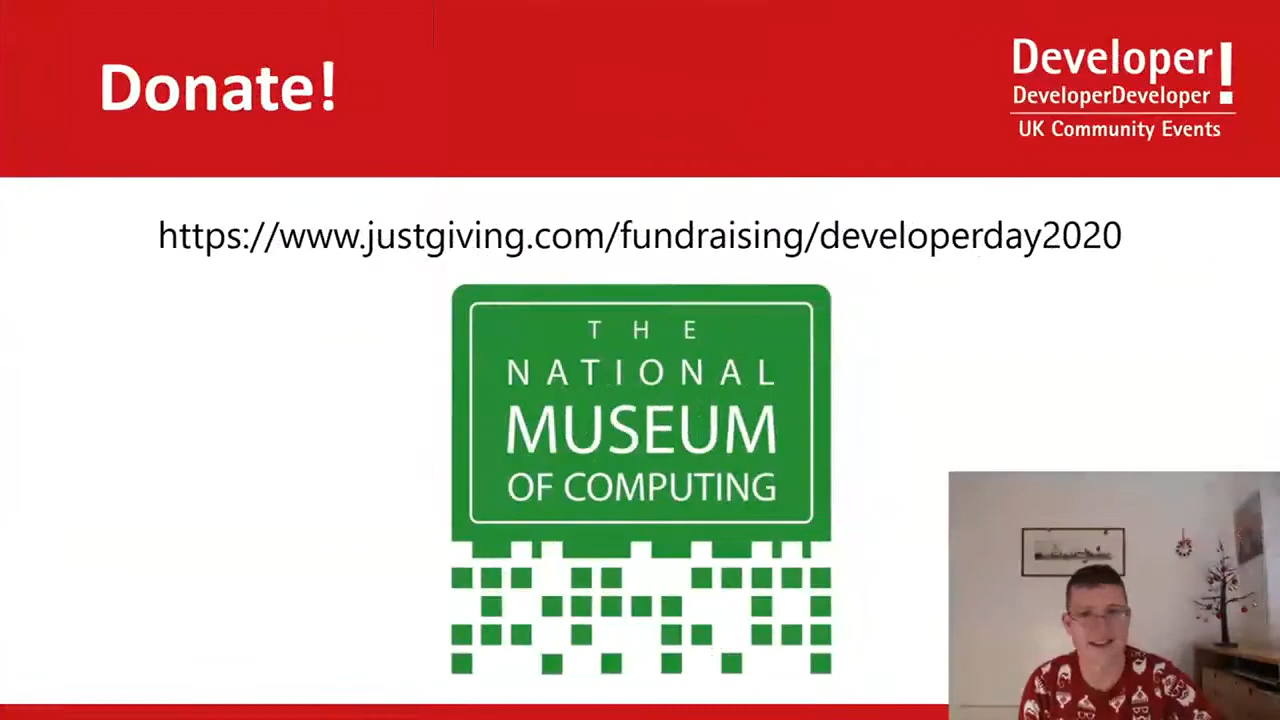 Donate!
Developer!
DeveloperDeveloper
UK Community Events
https://www.justgiving.com/fundraising/developerday2020
THE
NATIONAL
MUSEUM
OF COMPUTING